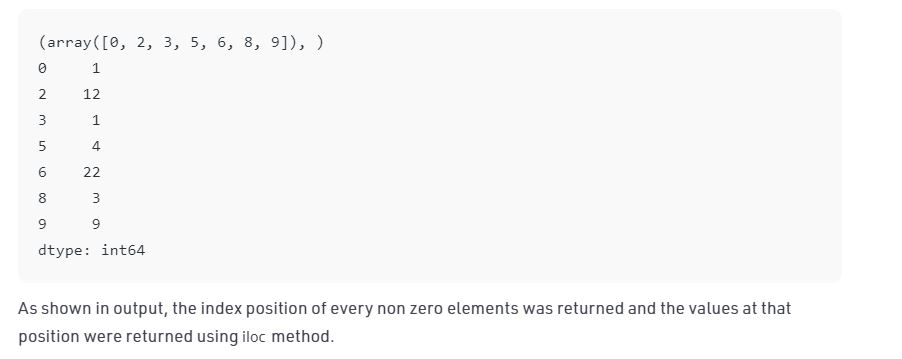 (array([0, 2, 3, 5, 6, 8, 9]), )
0     1
2    12
3     1
5     4
6    22
8     3
9     9
dtype: int64
As shown in output, the index position of every non zero elements was returned and the values at that
position were returned using iloc method.